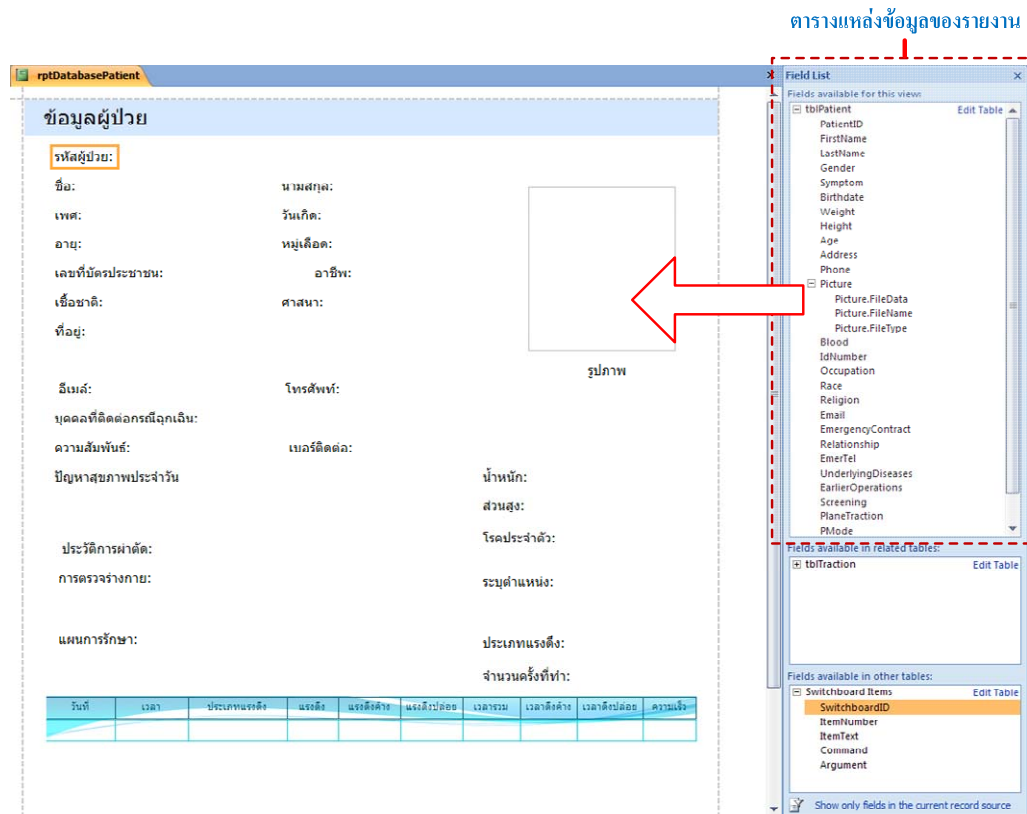 ตารางแหล่งข้อมูลของรายงาน
rptDatabasePatient
ข้อมูลผู้ป่วย
รหัสผู้ป่วย:
ชื่อ: นามสกุล:
เพศ: วันเกิด:
อายุ: หมู่เลือด:
เลขที่บัตรประชาชน: อาชีพ:
เชื้อชาติ: ศาสนา:
ที่อยู่:
รูปภาพ
อีเมล์: โทรศัพท์:
บุคคลที่ติดต่อกรณีฉุกเฉิน:
ความสัมพันธ์: เบอร์ติดต่อ:
ปัญหาสุขภาพประจำวัน น้ำหนัก:
ส่วนสูง:
โรคประจำตัว:
ประวัติการผ่าตัด:
การตรวจร่างกาย: ระบุตำแหน่ง:
แผนการรักษา: ประเภทแรงดึง:
จำนวนครั้งที่ทำ:
วันที่ เวลา ประเภทแรงดึง แรงดึง แรงดึงค้าง แรงดึงปล่อย เวลารวม เวลาดึงค้าง เวลาดึงปล่อย ความเร็ว
Field List
Fields available for this view:
tblPatient Edit Table
PatientID
FirstName
LastName
Gender
Symptom
Birthdate
Weight
Height
Age
Address
Phone
Picture
Picture.FileData
Picture.FileName
Picture.FileType
Blood
IdNumber
Occupation
Race
Religion
Email
EmergencyContract
Relationship
EmerTel
UnderlyingDiseases
EarlierOperations
Screening
PlaneTraction
PMode
Fields available in related tables:
tblTraction Edit Table
Fields available in other tables:
Switchboard Items Edit Table
SwitchboardID
ItemNumber
ItemText
Command
Argument
Show only fields in the current record source